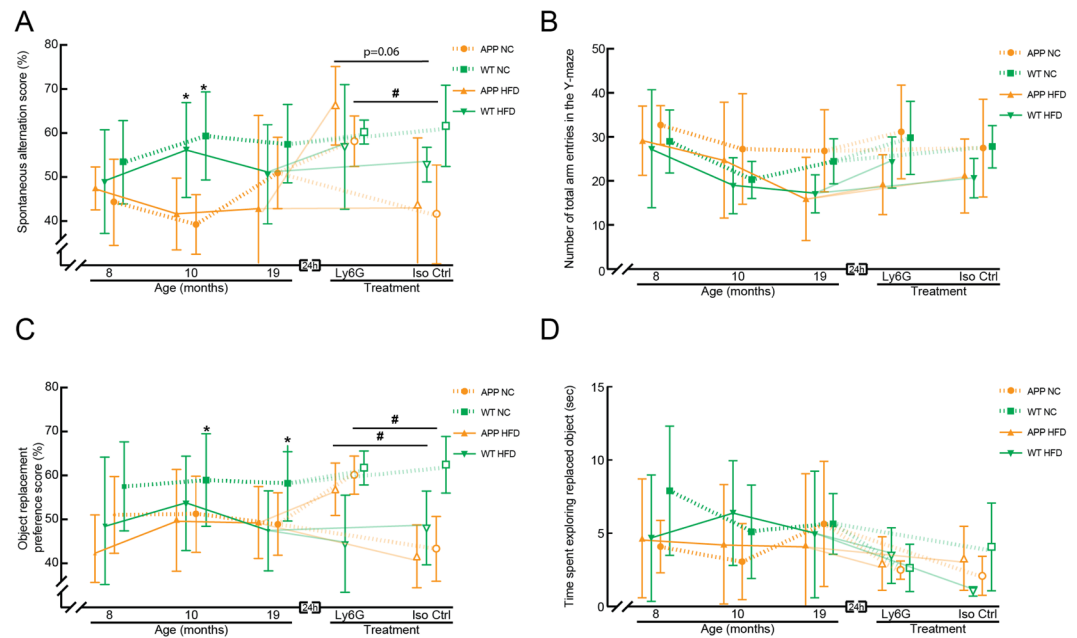 A
Spontaneous alternation score (%)
80
70
60
50
40
*
*
p=0.06
#
APP NC
WT NC
APP HFD
WT HFD
8
10
19
24h
Ly6G
Iso Ctrl
Age (months)
Treatment
B
Number of total arm entries in the Y-maze
50
40
30
20
10
0
APP NC
WT NC
APP HFD
WT HFD
8
10
19
24h
Ly6G
Iso Ctrl
Age (months)
Treatment
C
Object replacement
preference score (%)
80
70
60
50
40
*
*
#
#
APP NC
WT NC
APP HFD
WT HFD
8
10
19
24h
Ly6G
Iso Ctrl
Age (months)
Treatment
D
Time spent exploring replaced object (sec)
15
10
5
0
APP NC
WT NC
APP HFD
WT HFD
8
10
19
24h
Ly6G
Iso Ctrl
Age (months)
Treatment